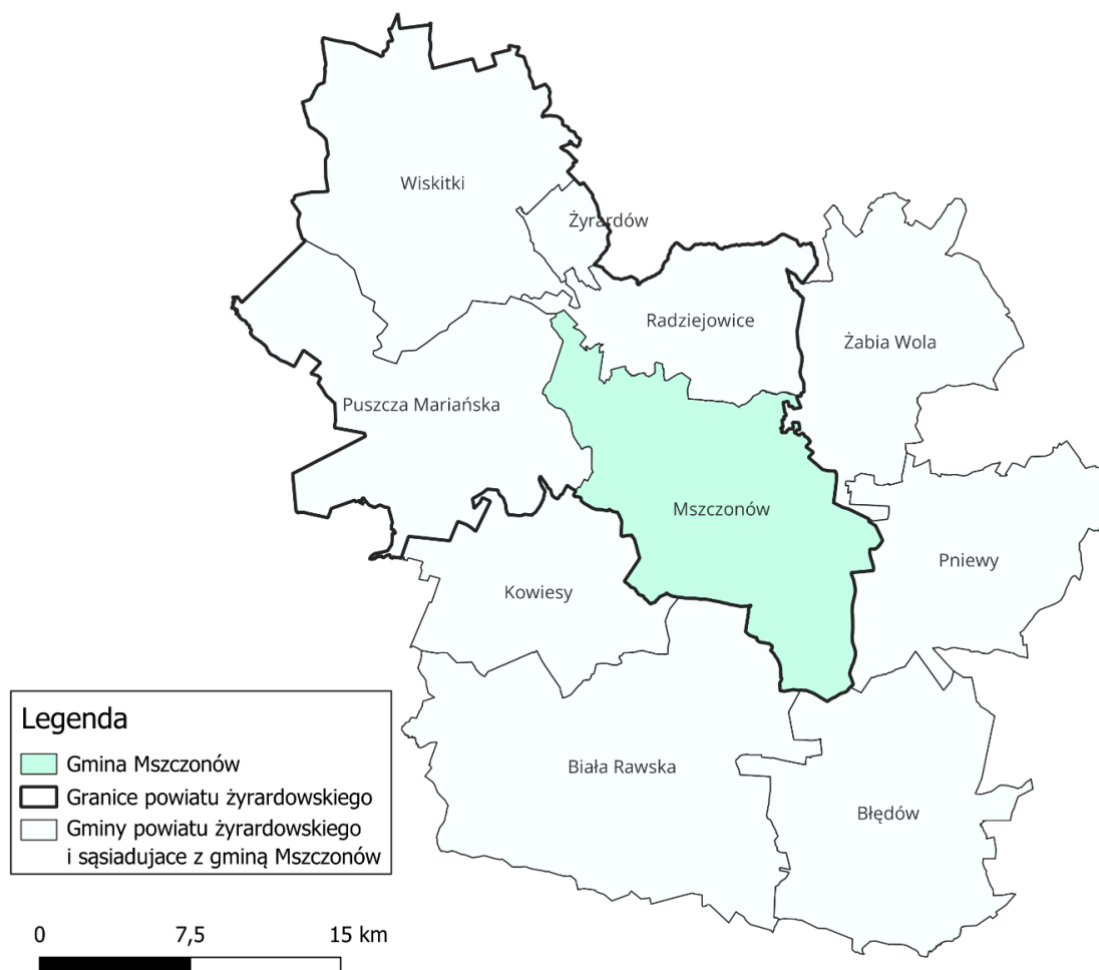 Wiskitki
Żyrardów
Radziejowice
Żabia Wola
Puszcza Mariańska
Mszczonów
Pniewy
Kowiesy
Biała Rawska
Błędów
Legenda
Gmina Mszczonów
Granice powiatu żyrardowskiego
Gminy powiatu żyrardowskiego
i sąsiadujace z gminą Mszczonów
0 7,5 15 km